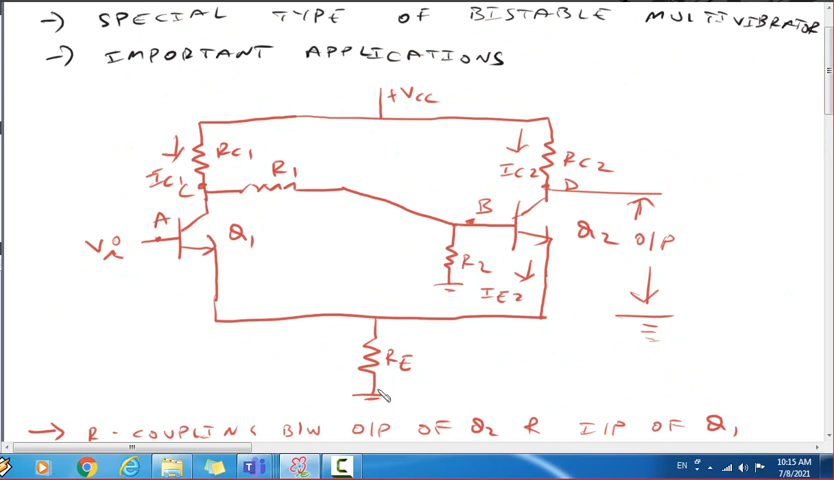 -) SPECIAL TYPE OF BISTABLE MULTIVIBRATOR
-) IMPORTANT APPLICATIONS
+VCC
RC1
RC2
R1
IC1
C
IC2
D
A
B
Vi
Q1
Q2
O/P
R2
IE2
RE
→ R-COUPLING B/W O/P OF Q2 & I/P OF Q1
EN
10:15 AM
7/8/2021